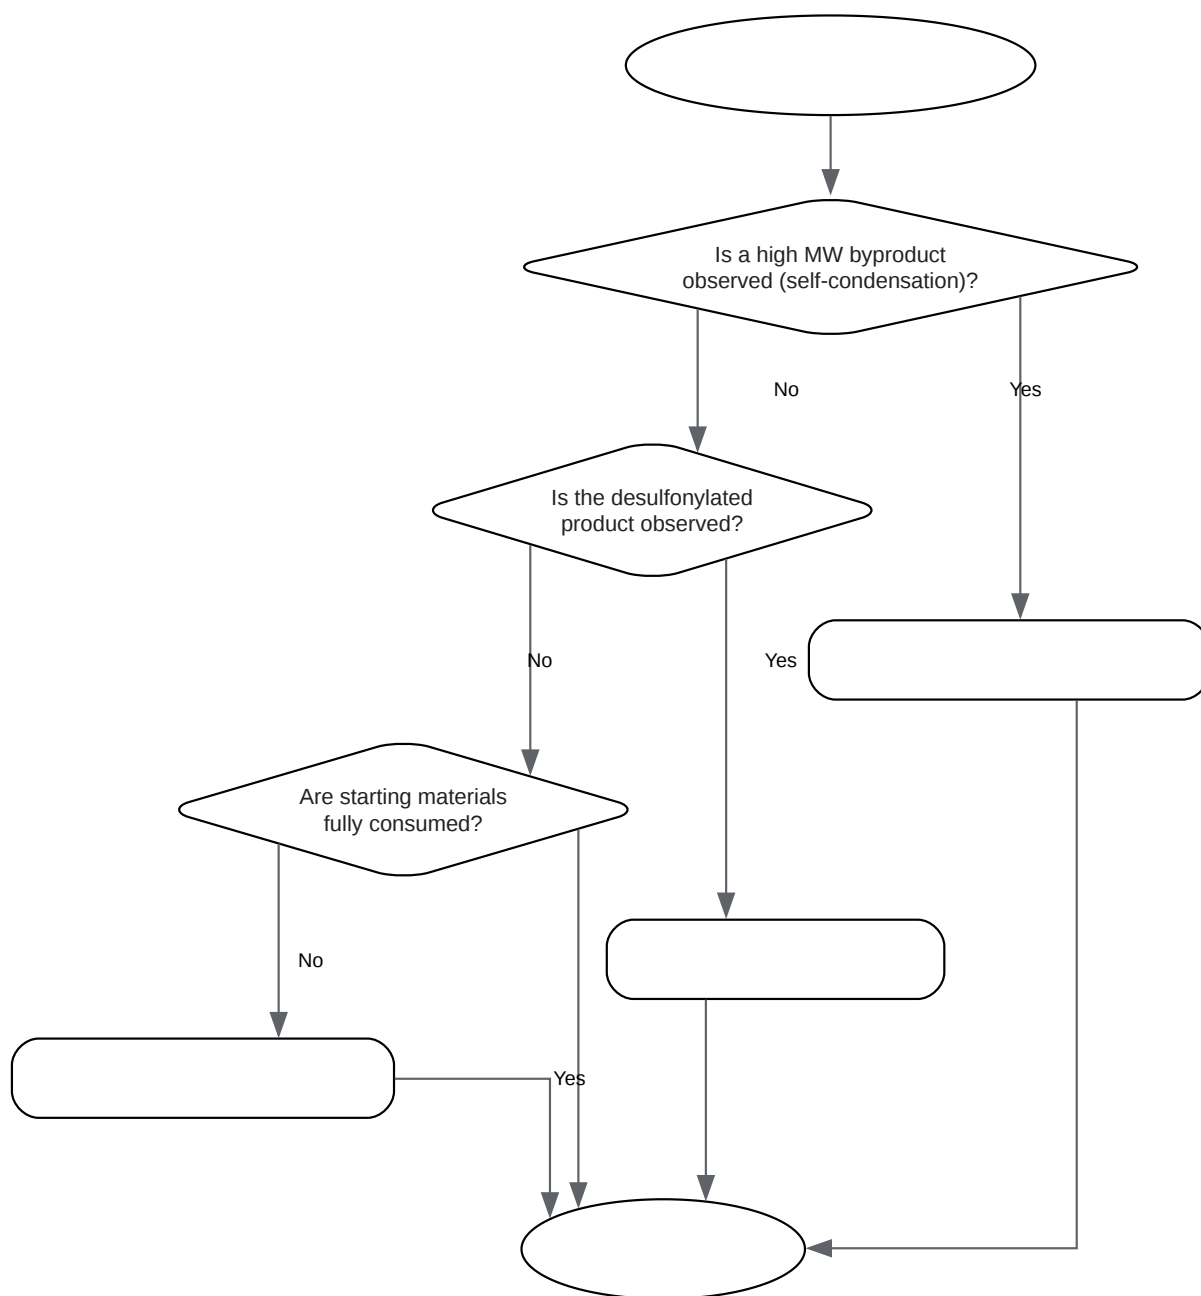 Is a high MW byproduct
observed (self-condensation)?
No
Yes
Is the desulfonylated
product observed?
No
Yes
Are starting materials
fully consumed?
No
Yes